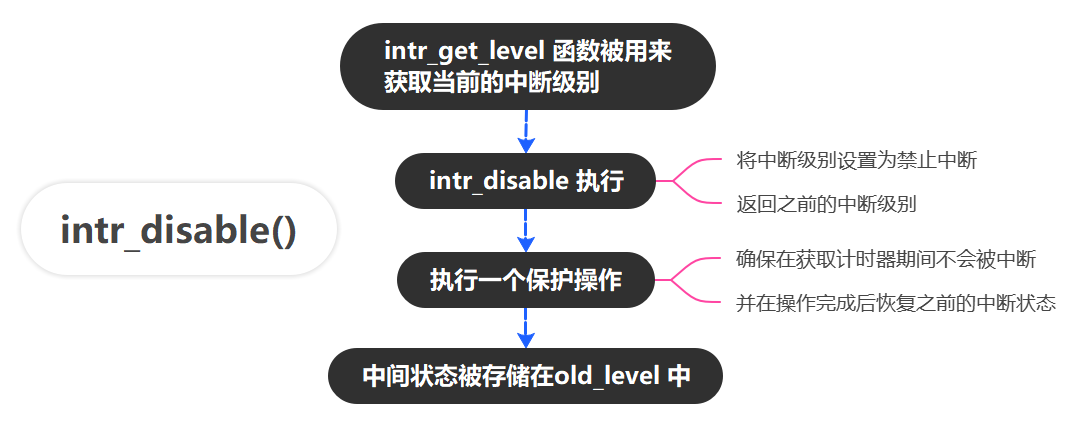 intr_get_level 函数被用来
获取当前的中断级别
intr_disable 执行
将中断级别设置为禁止中断
返回之前的中断级别
intr_disable()
执行一个保护操作
确保在获取计时器期间不会被中断
并在操作完成后恢复之前的中断状态
中间状态被存储在old_level 中